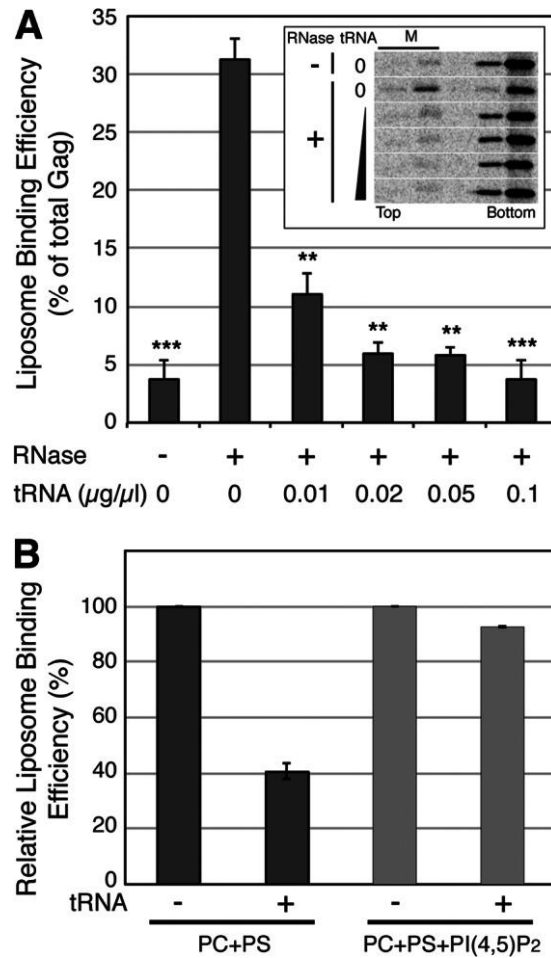 A
Liposome Binding Efficiency
(% of total Gag)
35
30
25
20
15
10
5
0
*** ** ** ** ***
RNase tRNA M
- 0
+ 0
Top Bottom
RNase - + + + + +
tRNA (µg/µl) 0 0 0.01 0.02 0.05 0.1
B
Relative Liposome Binding
Efficiency (%)
100
80
60
40
20
0
tRNA - + - +
PC+PS PC+PS+PI(4,5)P2